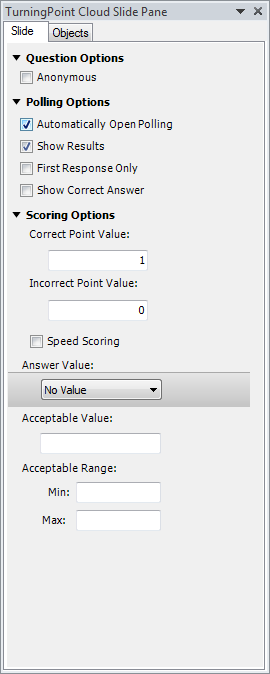 TurningPoint Cloud Slide Pane
Slide Objects
Question Options
Anonymous
Polling Options
Automatically Open Polling
Show Results
First Response Only
Show Correct Answer
Scoring Options
Correct Point Value:
1
Incorrect Point Value:
0
Speed Scoring
Answer Value:
No Value
Acceptable Value:
Acceptable Range:
Min:
Max: